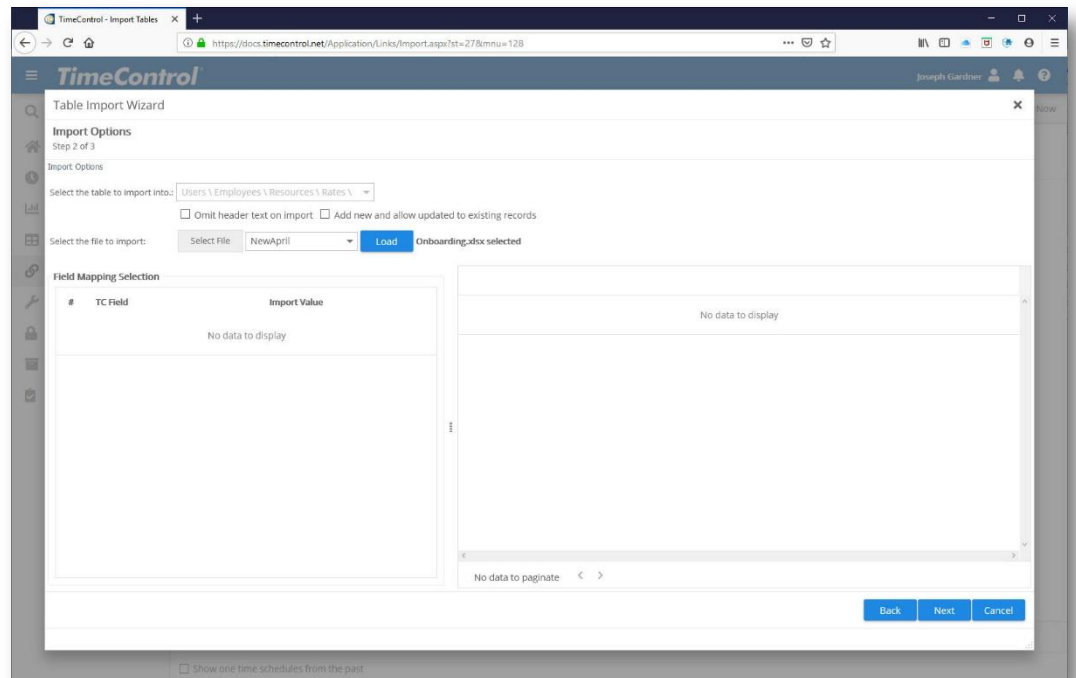 TimeControl - Import Tables
https://docs.timecontrol.net/Application/Links/Import.aspx?st=27&mnu=128
TimeControl
Joseph Gardner
Table Import Wizard
Now
Import Options
Step 2 of 3
Import Options
Select the table to import into.: Users \ Employees \ Resources \ Rates \
Omit header text on import Add new and allow updated to existing records
Select the file to import: Select File NewApril Load Onboarding.xlsx selected
Field Mapping Selection
# TC Field Import Value
No data to display
No data to display
No data to paginate < >
Back Next Cancel
Show one time schedules from the past